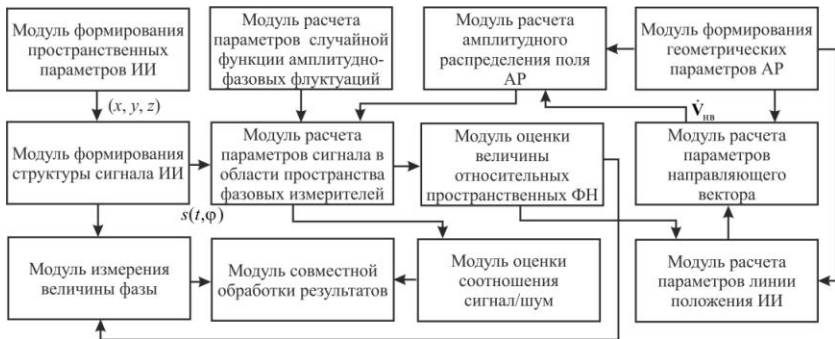 Модуль формирования
пространственных
параметров ИИ
Модуль расчета
параметров случайной
функции амплитудно-
фазовых флуктуаций
Модуль расчета
амплитудного
распределения поля
АР
Модуль формирования
геометрических
параметров АР
(x, y, z)
V̇нв
Модуль формирования
структуры сигнала ИИ
Модуль расчета
параметров сигнала в
области пространства
фазовых измерителей
Модуль оценки
величины
относительных
пространственных ФН
Модуль расчета
параметров
направляющего
вектора
s(t,φ)
Модуль измерения
величины фазы
Модуль совместной
обработки результатов
Модуль оценки
соотношения
сигнал/шум
Модуль расчета
параметров линии
положения ИИ